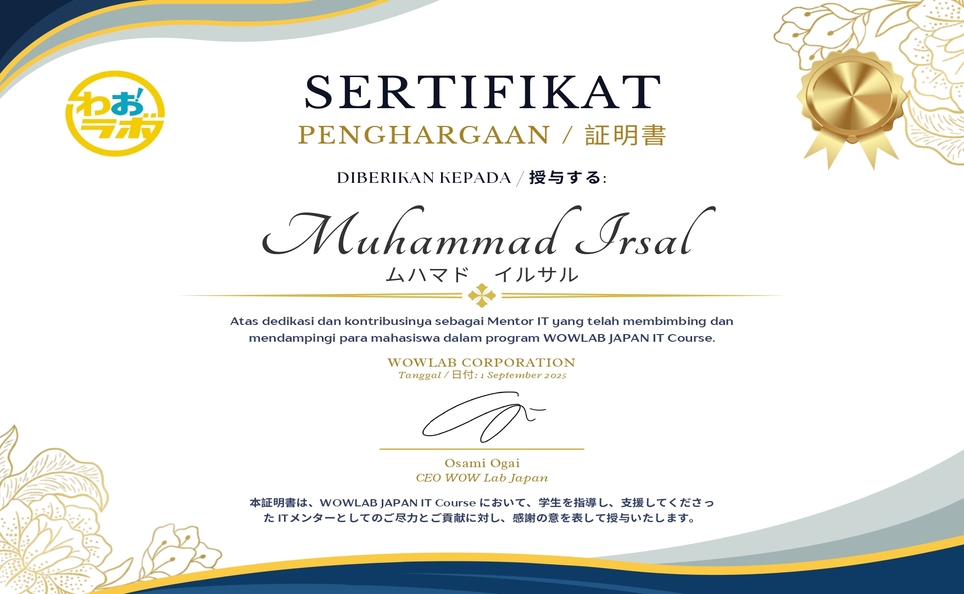 わお!
ラボ
SERTIFIKAT
PENGHARGAAN / 証明書
DIBERIKAN KEPADA / 授与する:
Muhammad Irsal
ムハマド　イルサル
Atas dedikasi dan kontribusinya sebagai Mentor IT yang telah membimbing dan
mendampingi para mahasiswa dalam program WOWLAB JAPAN IT Course.
WOWLAB CORPORATION
Tanggal / 日付: 1 September 2025
Osami Ogai
CEO WOW Lab Japan
本証明書は、WOWLAB JAPAN IT Course において、学生を指導し、支援してくださっ
た ITメンターとしてのご尽力とご貢献に対し、感謝の意を表して授与いたします。